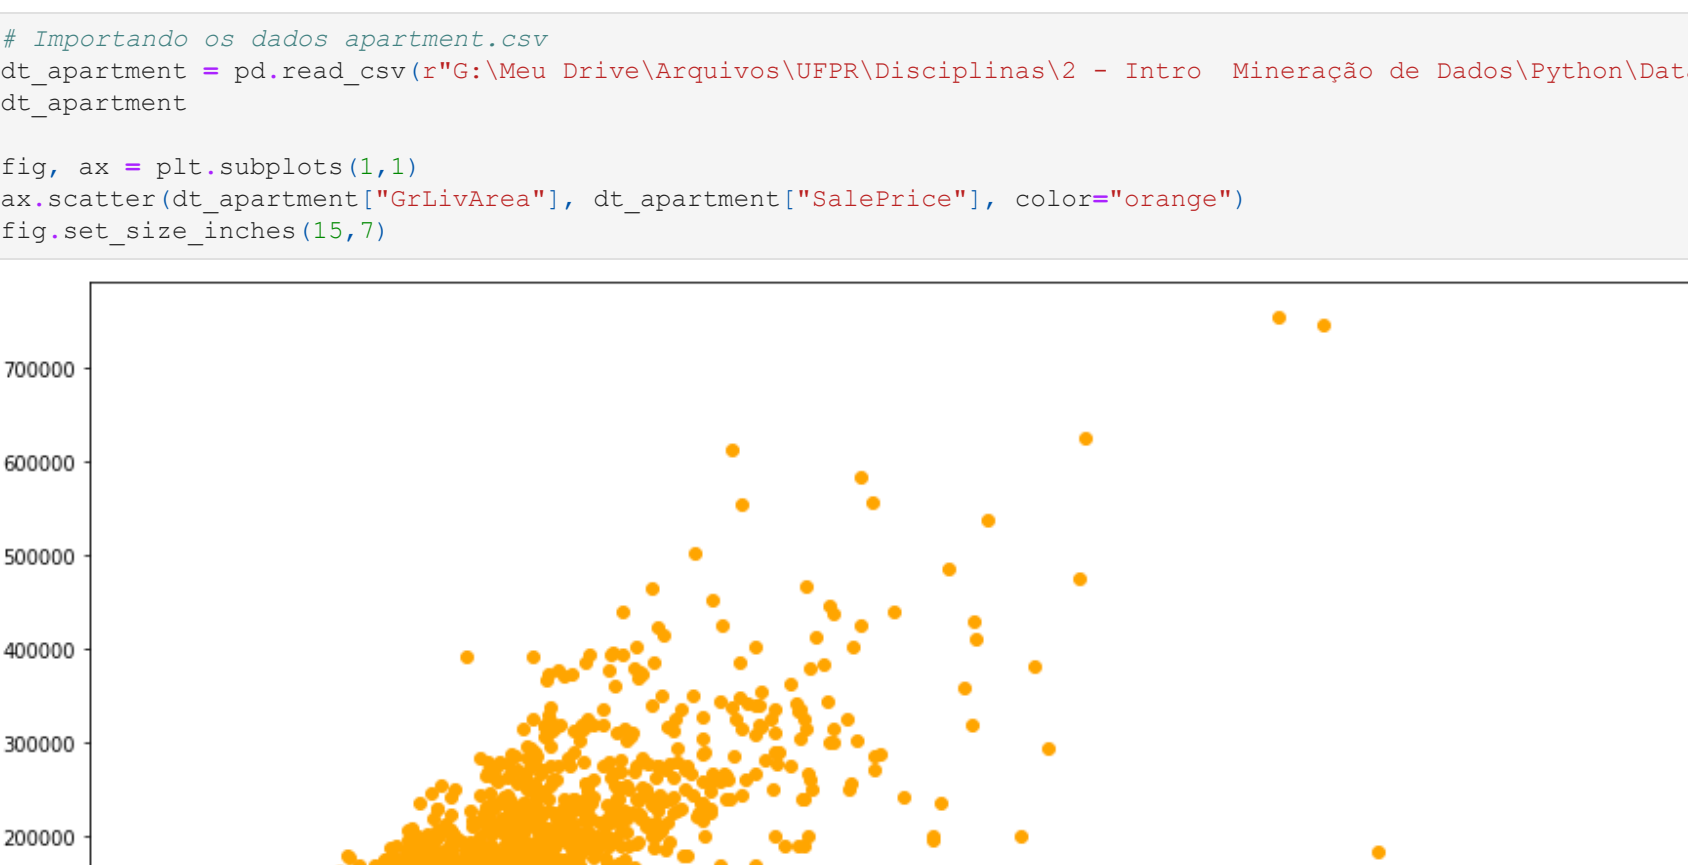 # Importando os dados apartment.csv
dt_apartment = pd.read_csv(r"G:\Meu Drive\Arquivos\UFPR\Disciplinas\2 - Intro  Mineração de Dados\Python\Data
dt_apartment
fig, ax = plt.subplots(1,1)
ax.scatter(dt_apartment["GrLivArea"], dt_apartment["SalePrice"], color="orange")
fig.set_size_inches(15,7)
700000
600000
500000
400000
300000
200000